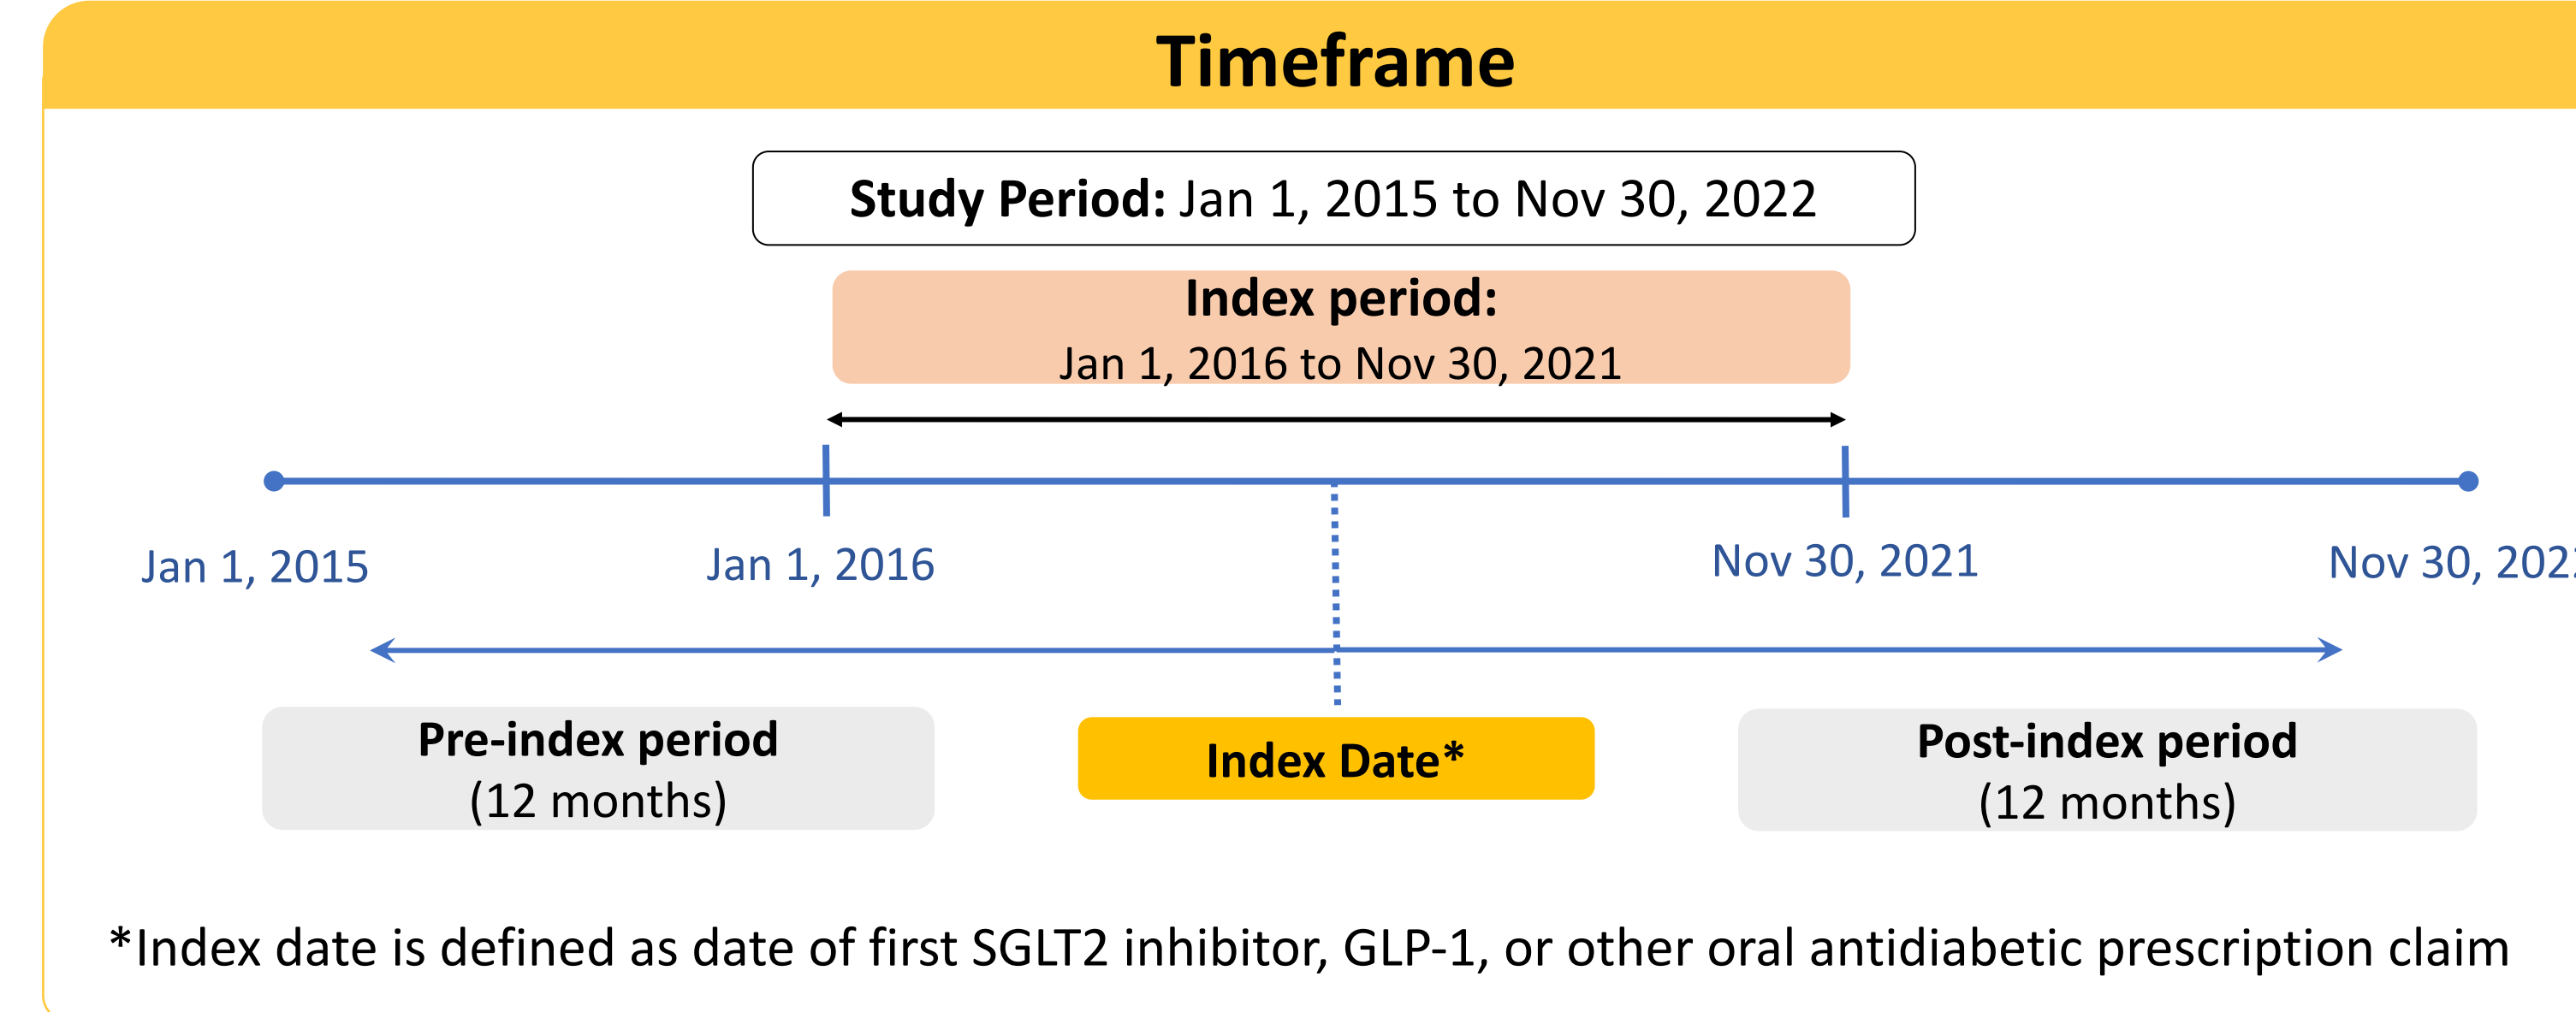 Timeframe
Study Period: Jan 1, 2015 to Nov 30, 2022
Index period:
Jan 1, 2016 to Nov 30, 2021
Jan 1, 2015
Jan 1, 2016
Nov 30, 2021
Nov 30, 202
Pre-index period
(12 months)
Index Date*
Post-index period
(12 months)
*Index date is defined as date of first SGLT2 inhibitor, GLP-1, or other oral antidiabetic prescription claim